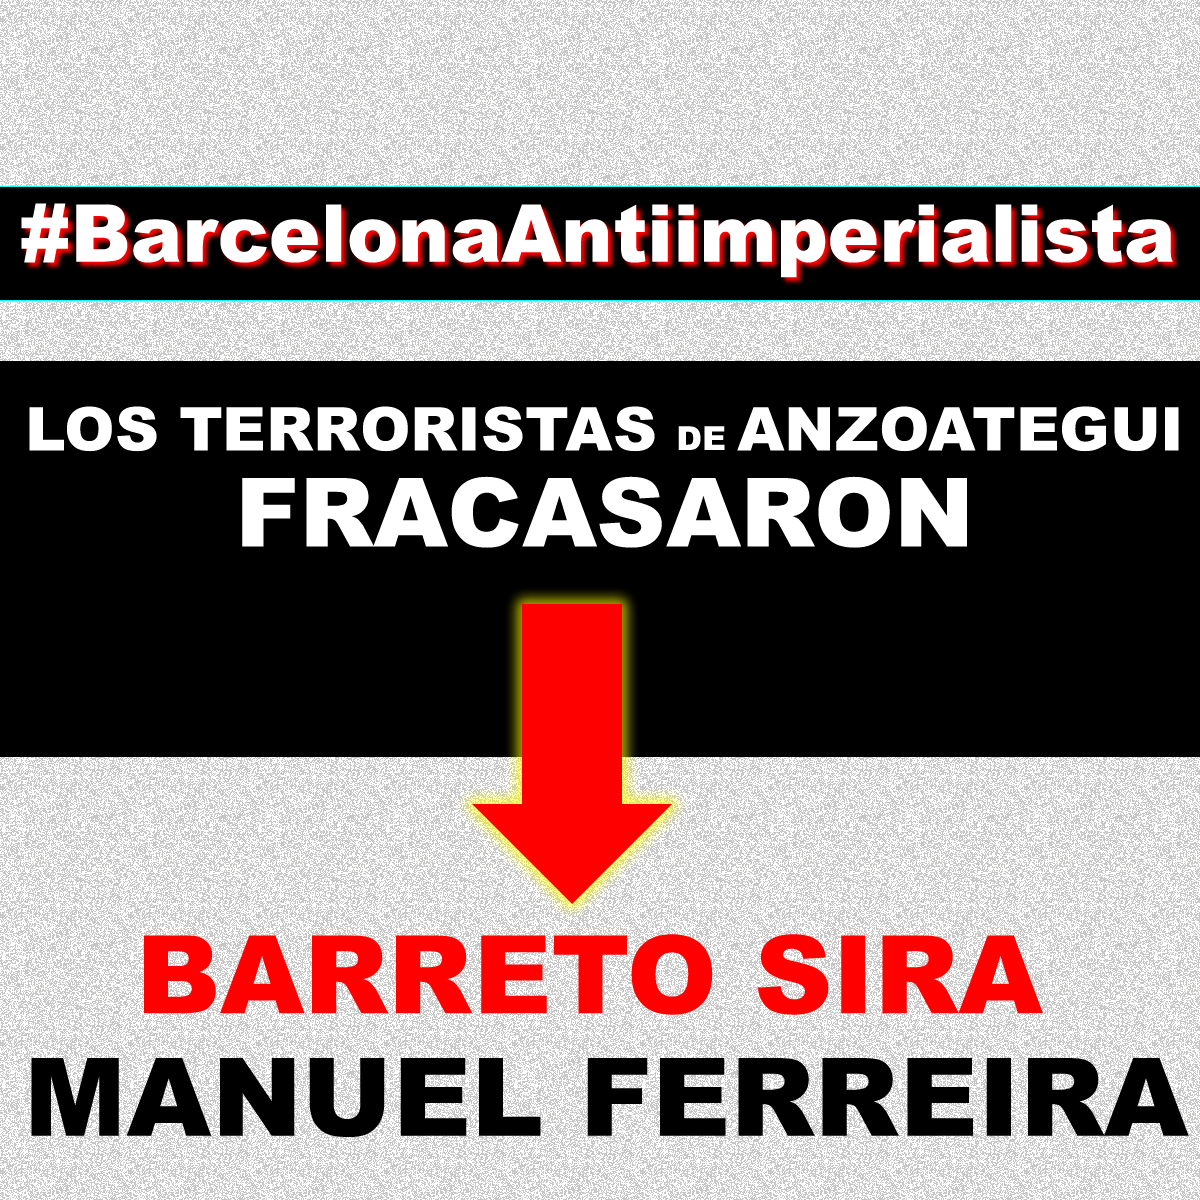 #BarcelonaAntiimperialista
LOS TERRORISTAS DE ANZOATEGUI
FRACASARON
BARRETO SIRA
MANUEL FERREIRA